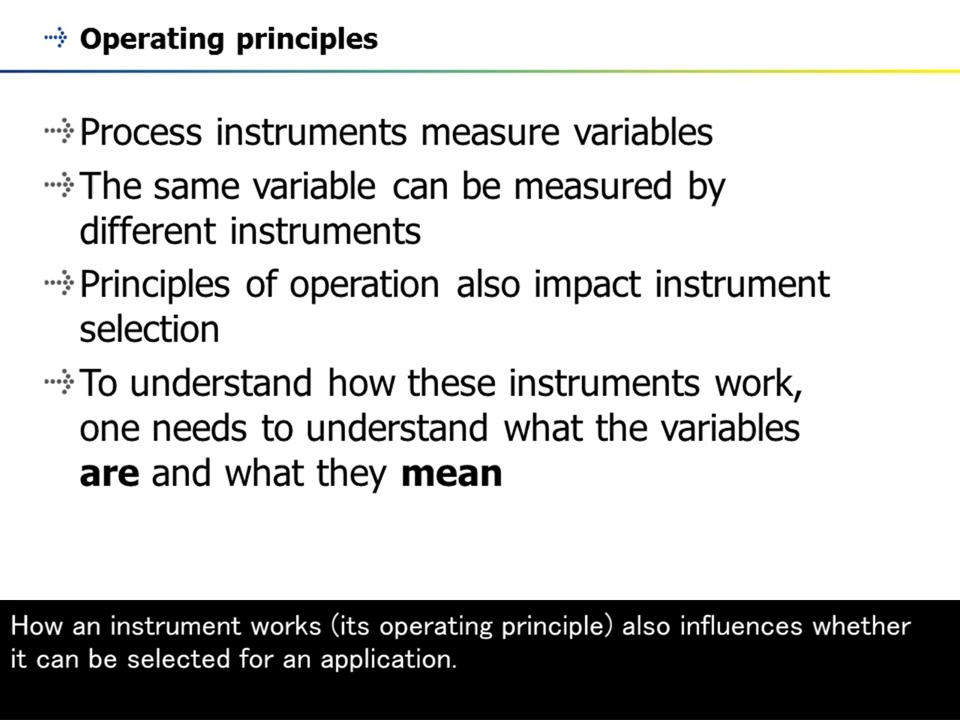 Operating principles
Process instruments measure variables
The same variable can be measured by
different instruments
Principles of operation also impact instrument
selection
To understand how these instruments work,
one needs to understand what the variables
are and what they mean
How an instrument works (its operating principle) also influences whether
it can be selected for an application.